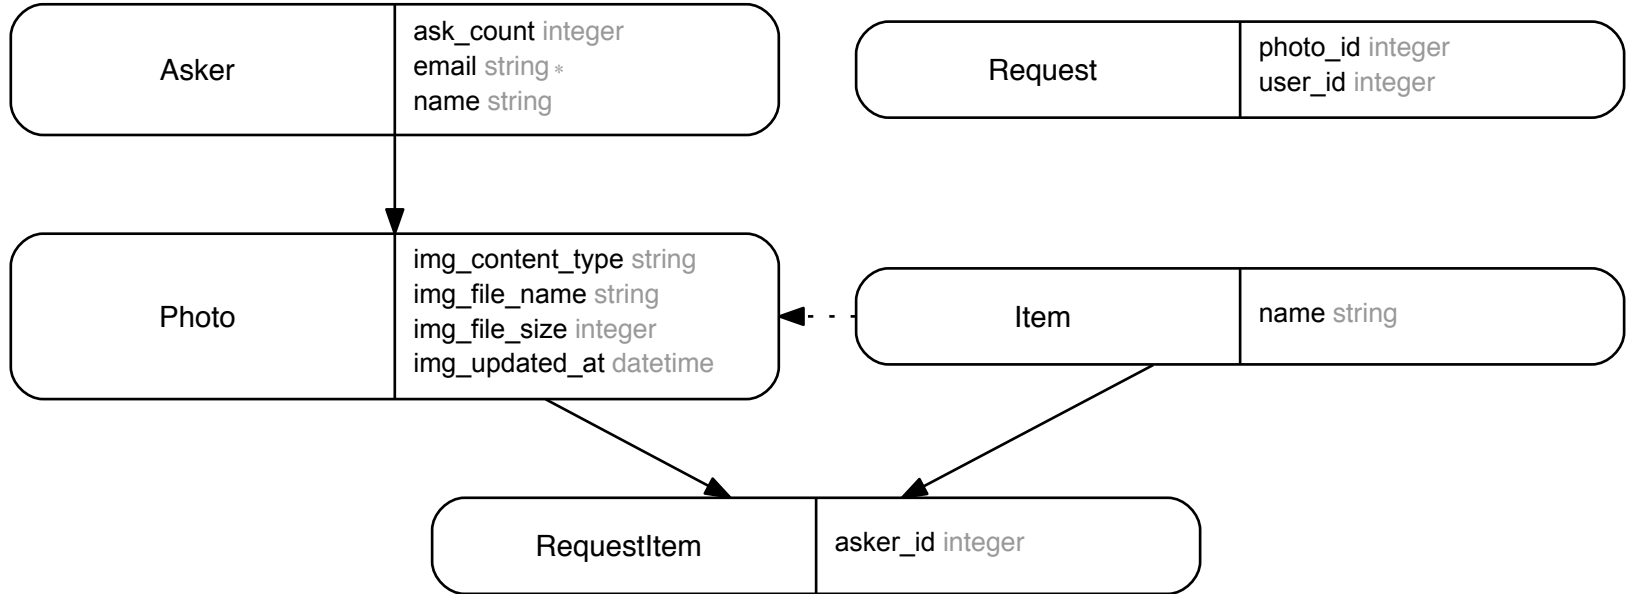 Asker
ask_count integer
email string *
name string
Request
photo_id integer
user_id integer
Photo
img_content_type string
img_file_name string
img_file_size integer
img_updated_at datetime
Item
name string
RequestItem
asker_id integer